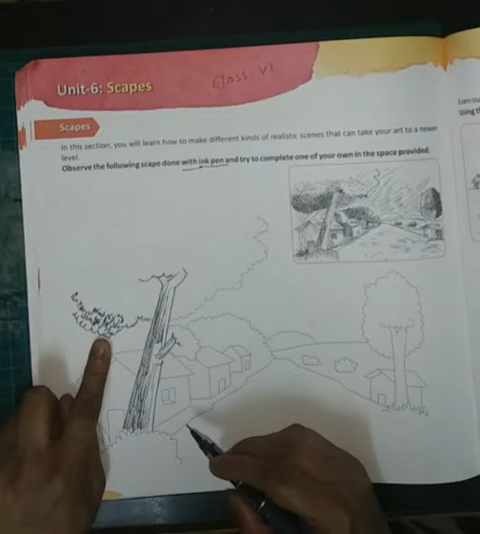 Unit-6: Scapes
Class VI
Scapes
In this section, you will learn how to make different kinds of realistic scenes that can take your art to a newer
level.
Observe the following scape done with ink pen and try to complete one of your own in the space provided.
Using